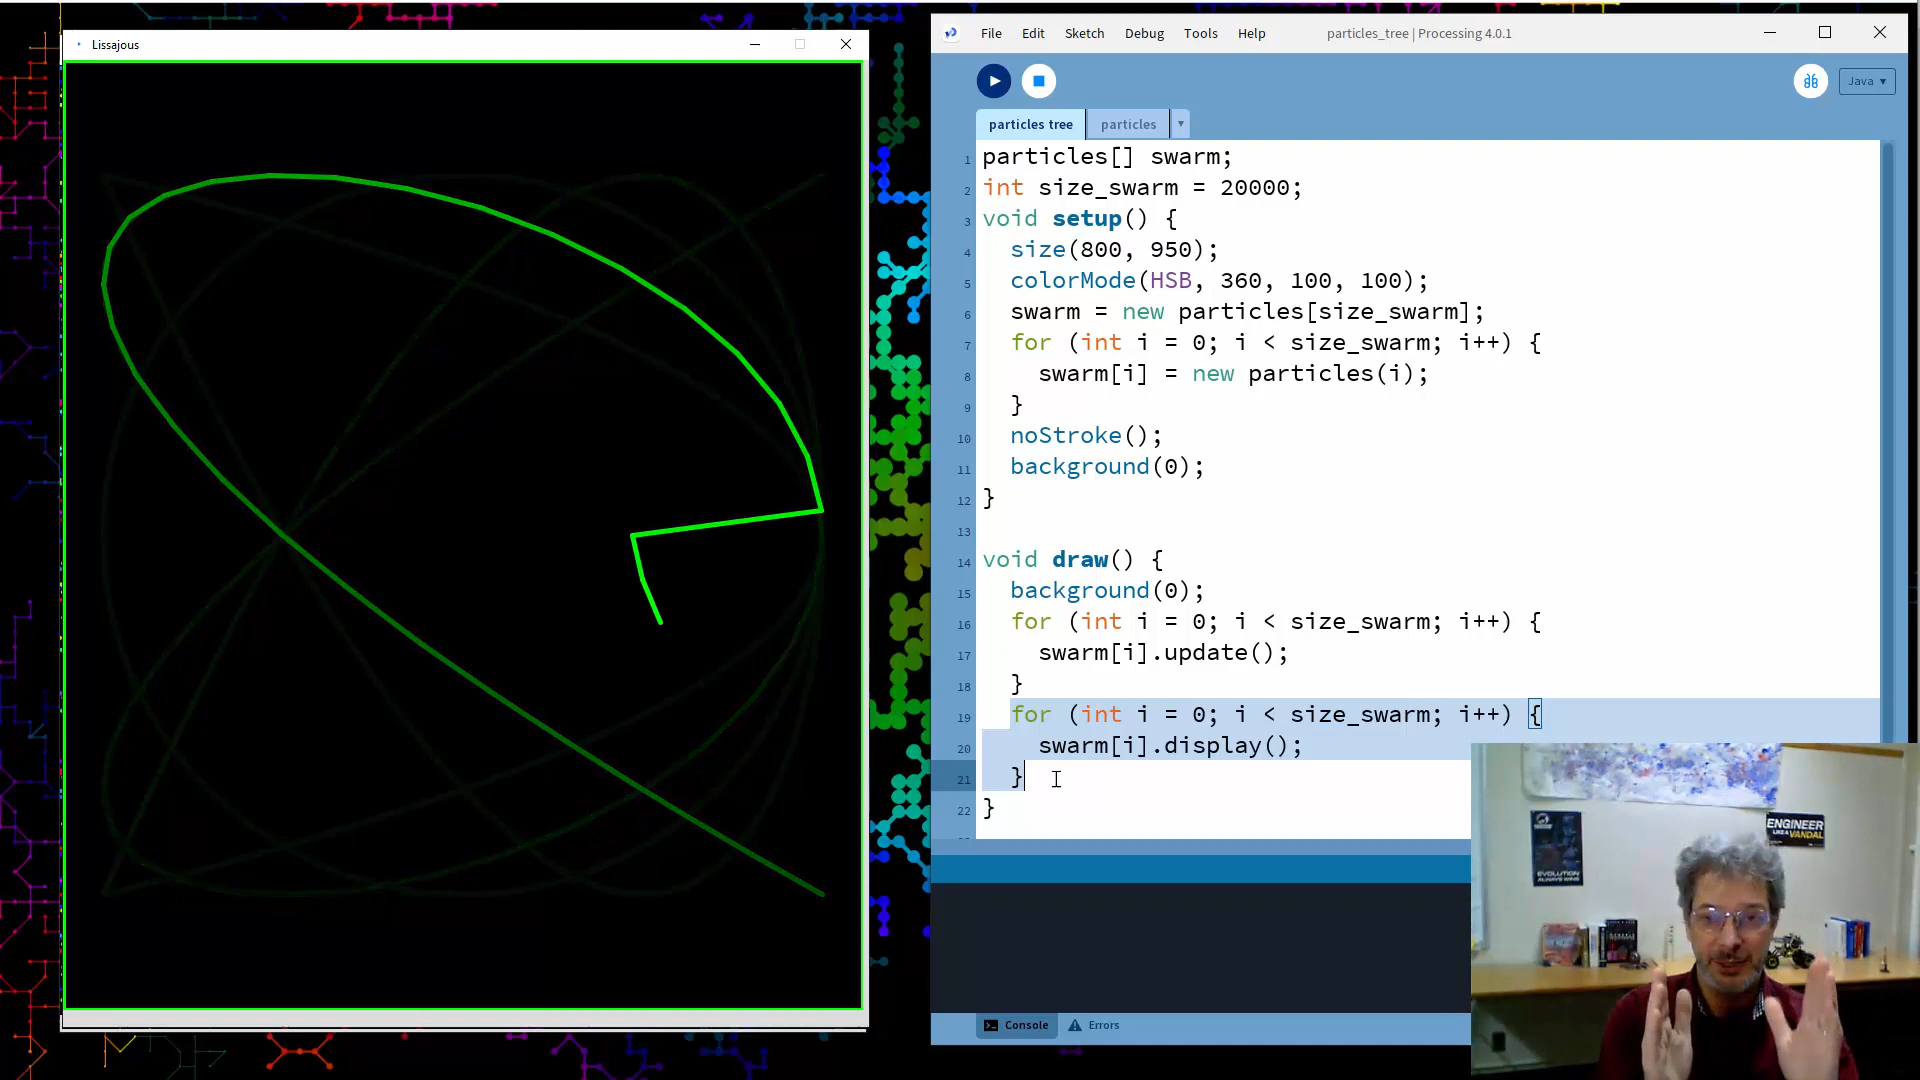 Lissajous
File Edit Sketch Debug Tools Help
particles_tree | Processing 4.0.1
Java
particles tree
particles
1 particles[] swarm;
2 int size_swarm = 20000;
3 void setup() {
4 size(800, 950);
5 colorMode(HSB, 360, 100, 100);
6 swarm = new particles[size_swarm];
7 for (int i = 0; i < size_swarm; i++) {
8 swarm[i] = new particles(i);
9 }
10 noStroke();
11 background(0);
12 }
13
14 void draw() {
15 background(0);
16 for (int i = 0; i < size_swarm; i++) {
17 swarm[i].update();
18 }
19 for (int i = 0; i < size_swarm; i++) {
20 swarm[i].display();
21 }
22 }
Console
Errors
ENGINEER
LIKE A
VANDAL
EVOLUTION
ALWAYS WINS